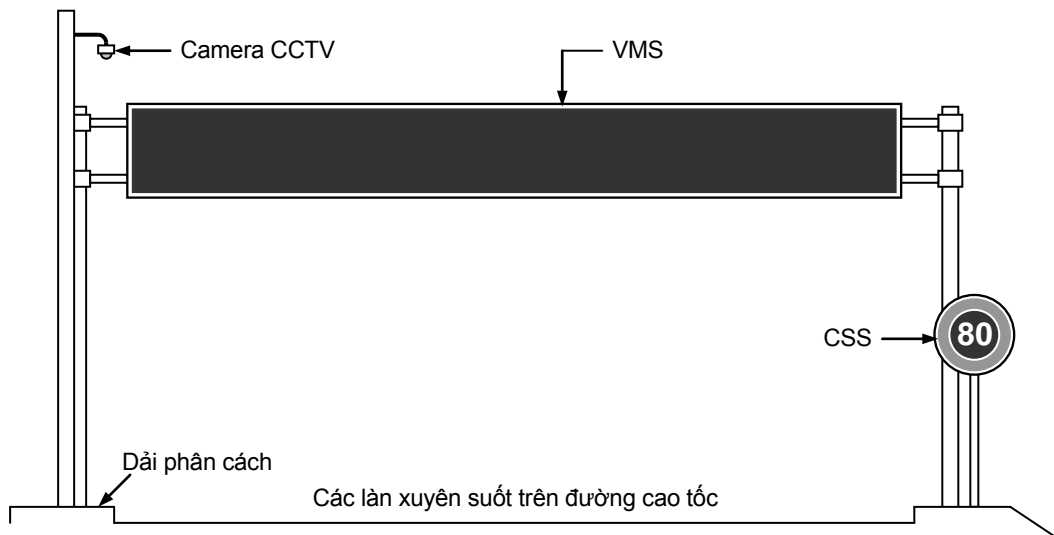 Camera CCTV
VMS
CSS
80
Dải phân cách
Các làn xuyên suốt trên đường cao tốc